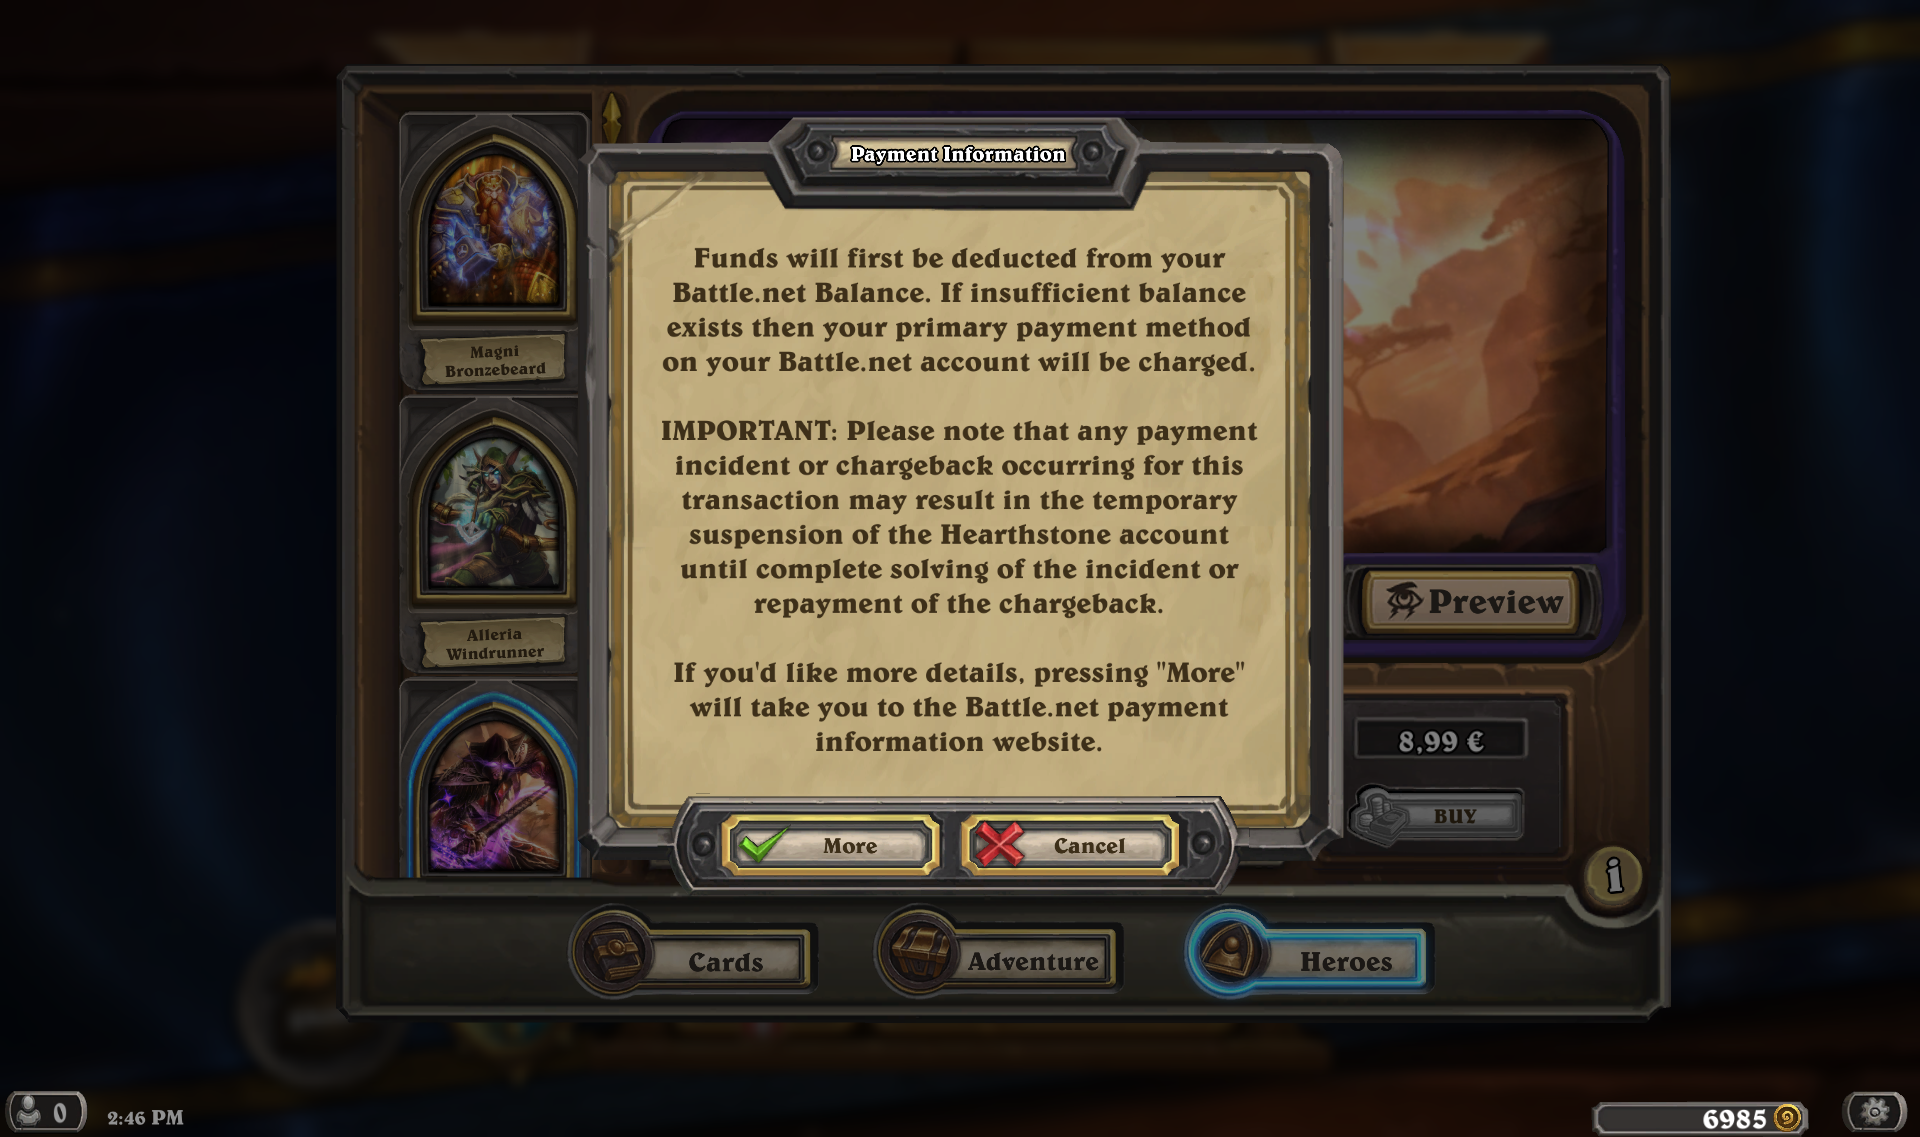 Payment Information
Funds will first be deducted from your
Battle.net Balance. If insufficient balance
exists then your primary payment method
on your Battle.net account will be charged.
IMPORTANT: Please note that any payment
incident or chargeback occurring for this
transaction may result in the temporary
suspension of the Hearthstone account
until complete solving of the incident or
repayment of the chargeback.
If you'd like more details, pressing "More"
will take you to the Battle.net payment
information website.
More
Cancel
Magni
Bronzebeard
Alleria
Windrunner
Preview
8,99 €
BUY
i
Cards
Adventure
Heroes
0
2:46 PM
6985